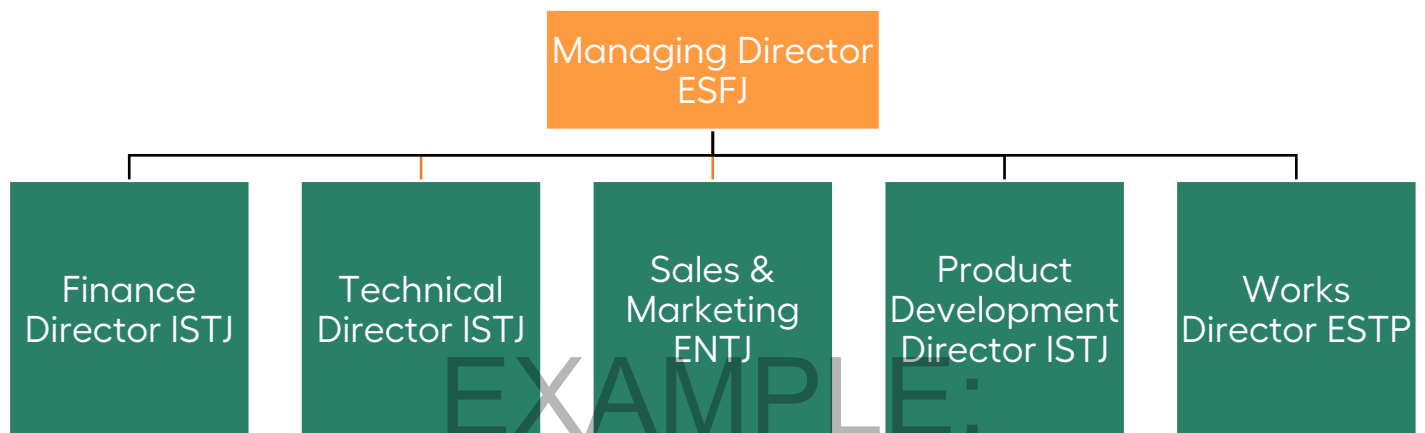 Managing Director
ESFJ
Finance
Director ISTJ
Technical
Director ISTJ
Sales &
Marketing
ENTJ
Product
Development
Director ISTJ
Works
Director ESTP
EXAMPLE: